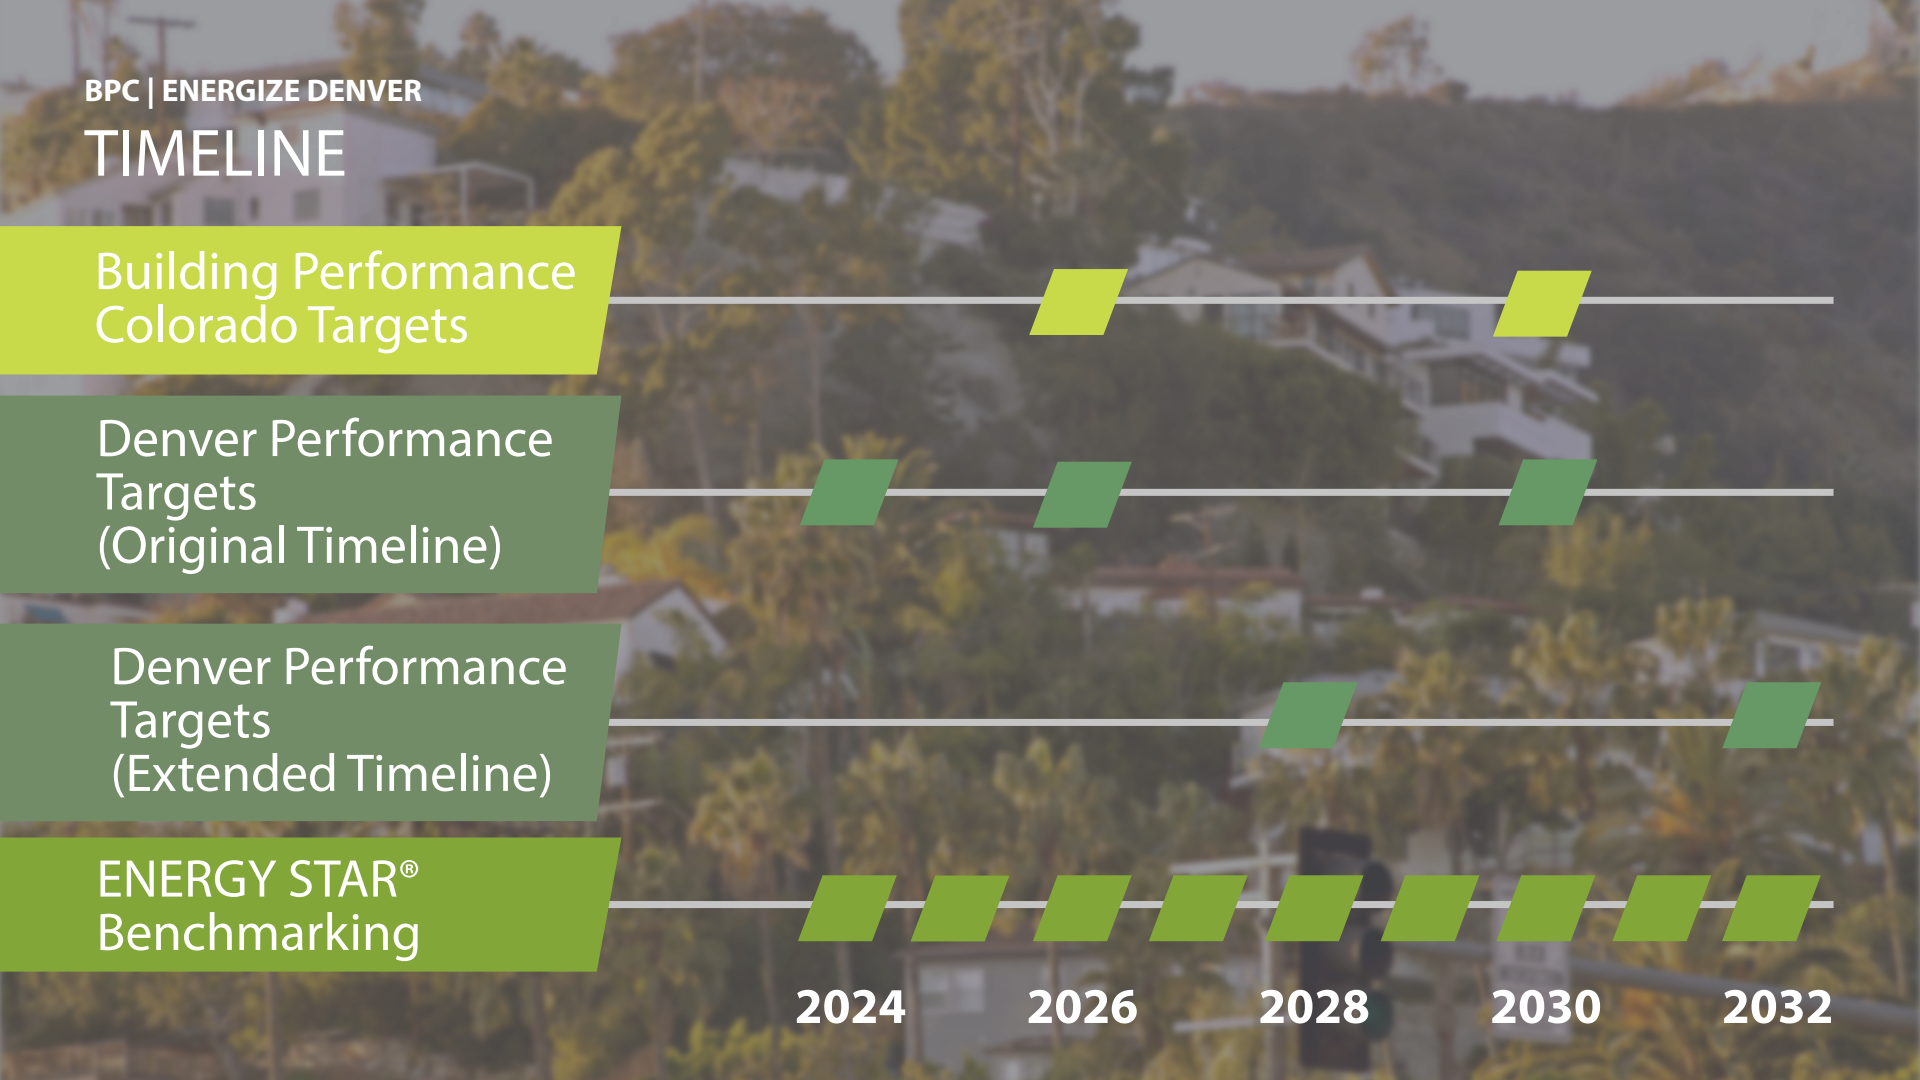 BPC | ENERGIZE DENVER
TIMELINE
Building Performance
Colorado Targets
Denver Performance
Targets
(Original Timeline)
Denver Performance
Targets
(Extended Timeline)
ENERGY STAR®
Benchmarking
2024 2026 2028 2030 2032